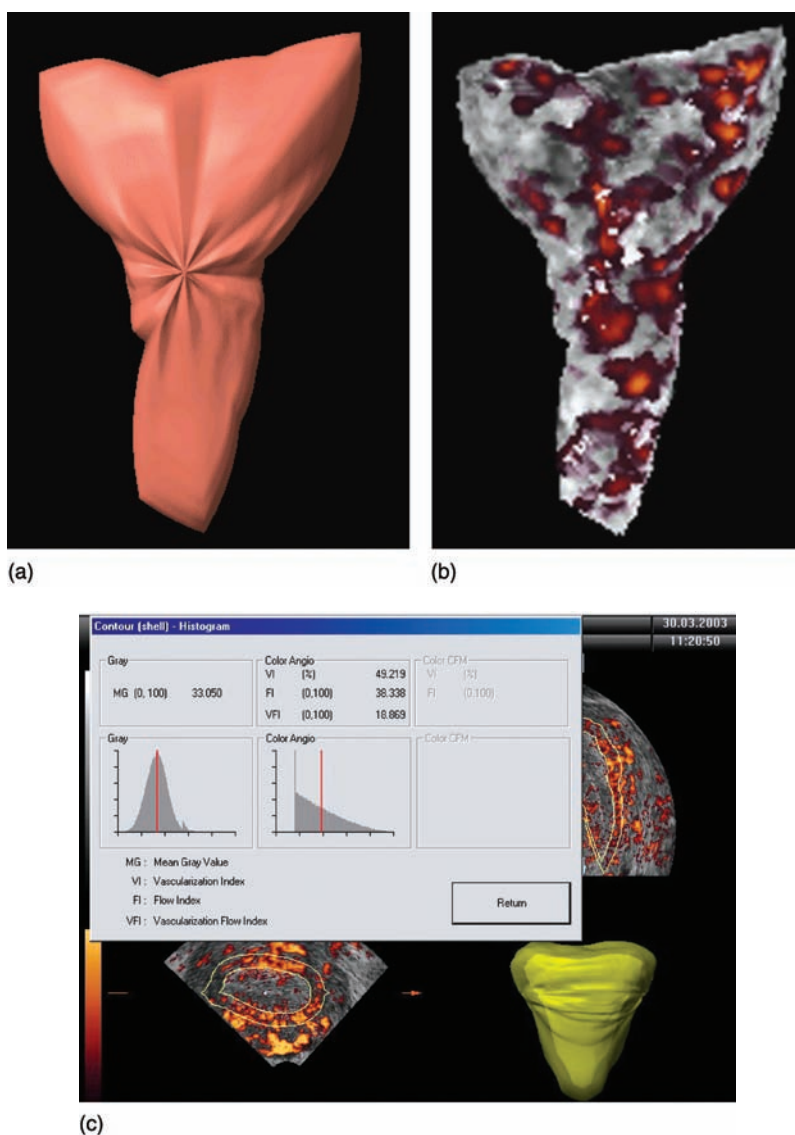 (a)
(b)
Contour (shell) - Histogram
30.03.2003
11:20:50
Gray
MG (0, 100) 33.050
Color Angio
VI (%) 49.219
FI (0,100) 38.338
VFI (0,100) 18.869
Color CFM
VI (%)
FI (0,100)
Gray
Color Angio
Color CFM
MG : Mean Gray Value
VI : Vascularization Index
FI : Flow Index
VFI : Vascularization Flow Index
Return
(c)